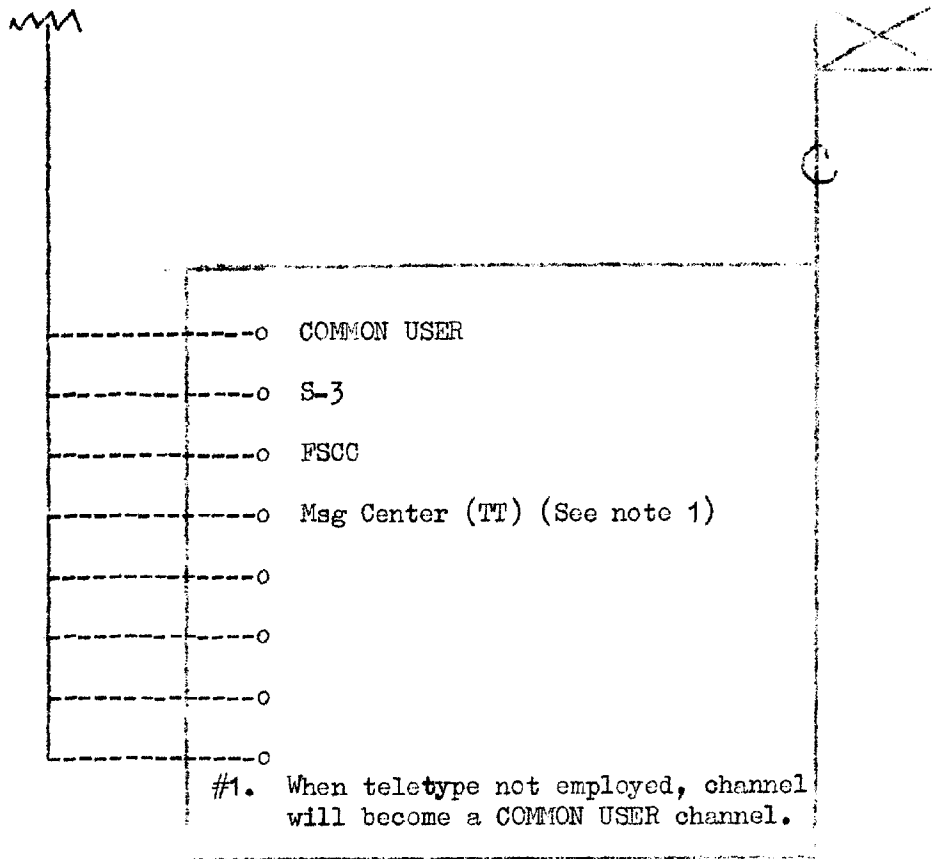 COMMON USER
S-3
FSCC
Msg Center (TT) (See note 1)
#1. When teletype not employed, channel
will become a COMMON USER channel.